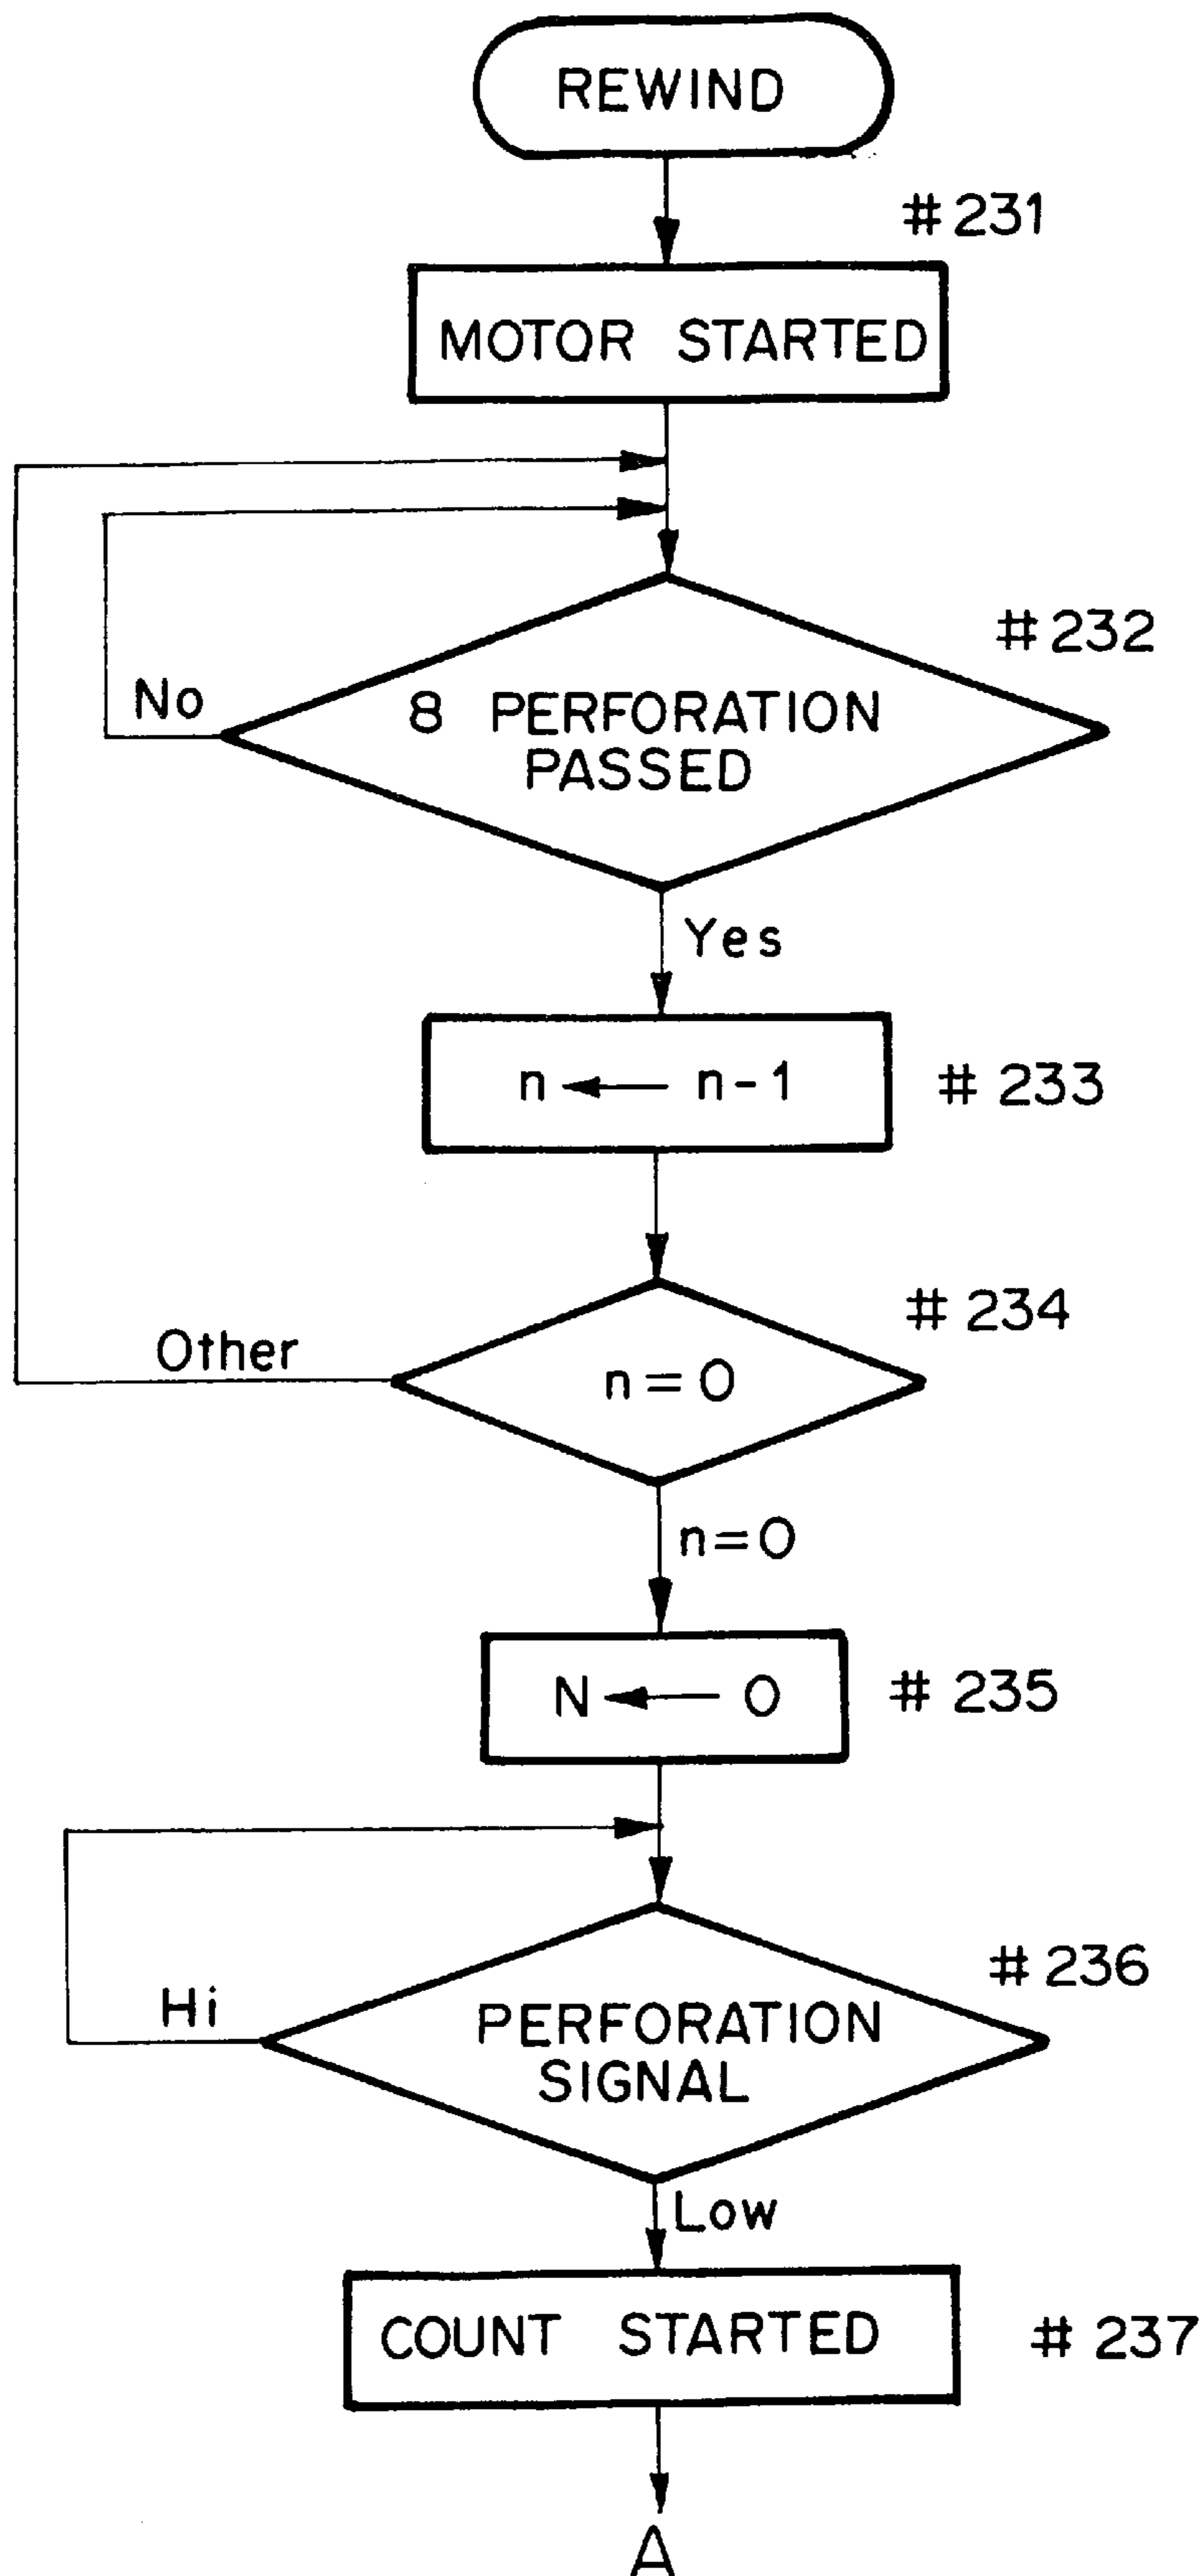 REWIND
#231
MOTOR STARTED
#232
No
8 PERFORATION
PASSED
Yes
n ← n-1
# 233
# 234
Other
n=0
n=0
N ← 0
# 235
#236
Hi
PERFORATION
SIGNAL
Low
COUNT STARTED
# 237
A